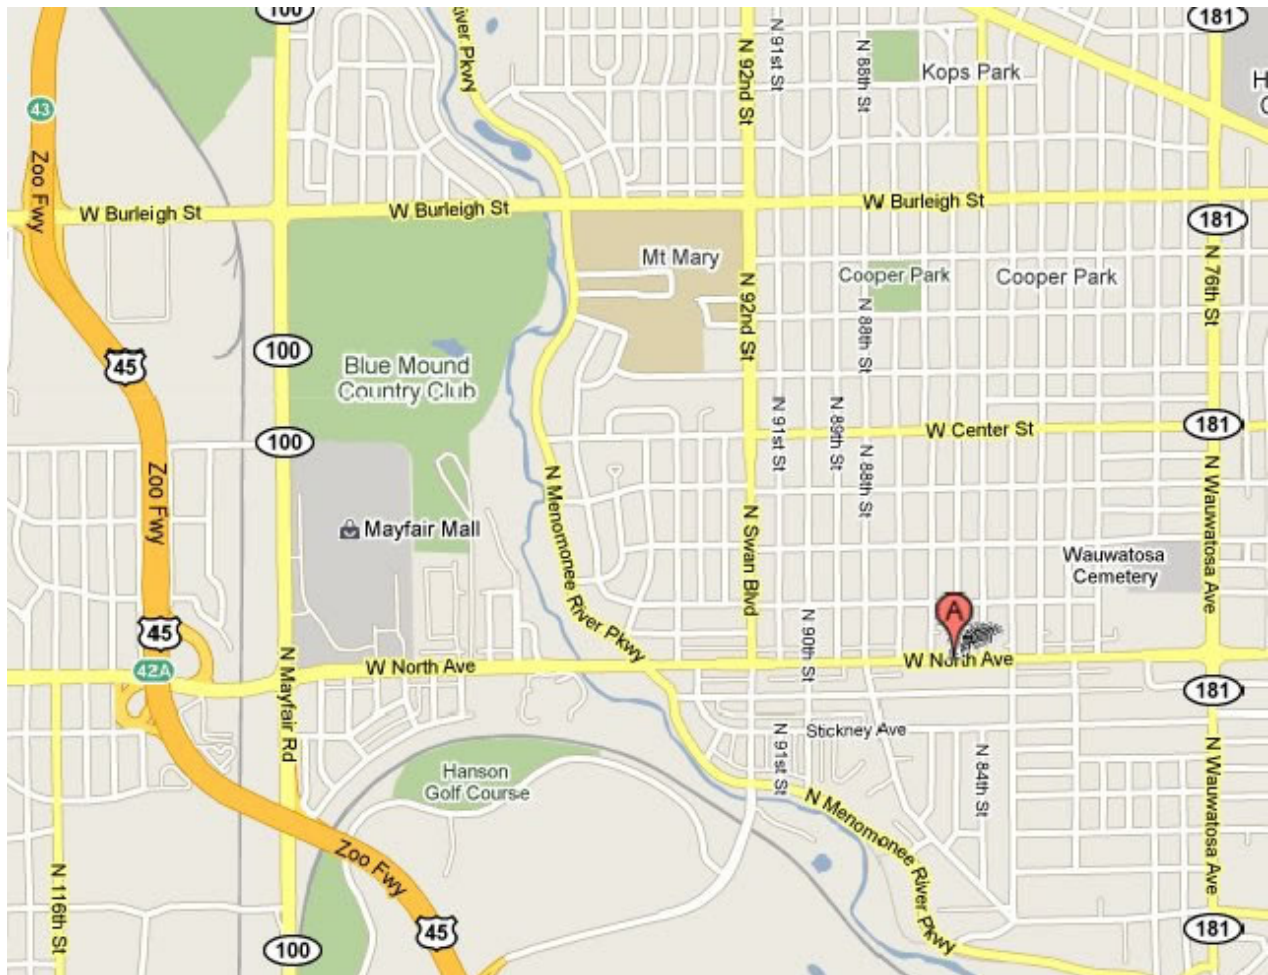 100
181
River Pkwy
N 91st St
N 92nd St
N 88th St
Kops Park
H
43
Zoo Fwy
W Burleigh St
W Burleigh St
W Burleigh St
181
Mt Mary
Cooper Park
Cooper Park
N 92nd St
N 76th St
N 88th St
100
45
Blue Mound
Country Club
N 91st St
N 89th St
W Center St
181
100
N 88th St
Zoo Fwy
N Menomonee River Pkwy
N Wauwatosa Ave
Mayfair Mall
N Swan Blvd
Wauwatosa
Cemetery
A
45
N 90th St
42A
N Mayfair Rd
W North Ave
W North Ave
181
Stickney Ave
N 91st St
N 84th St
N Wauwatosa Ave
Hanson
Golf Course
N Menomonee River Pkwy
Zoo Fwy
N 116th St
45
100
181